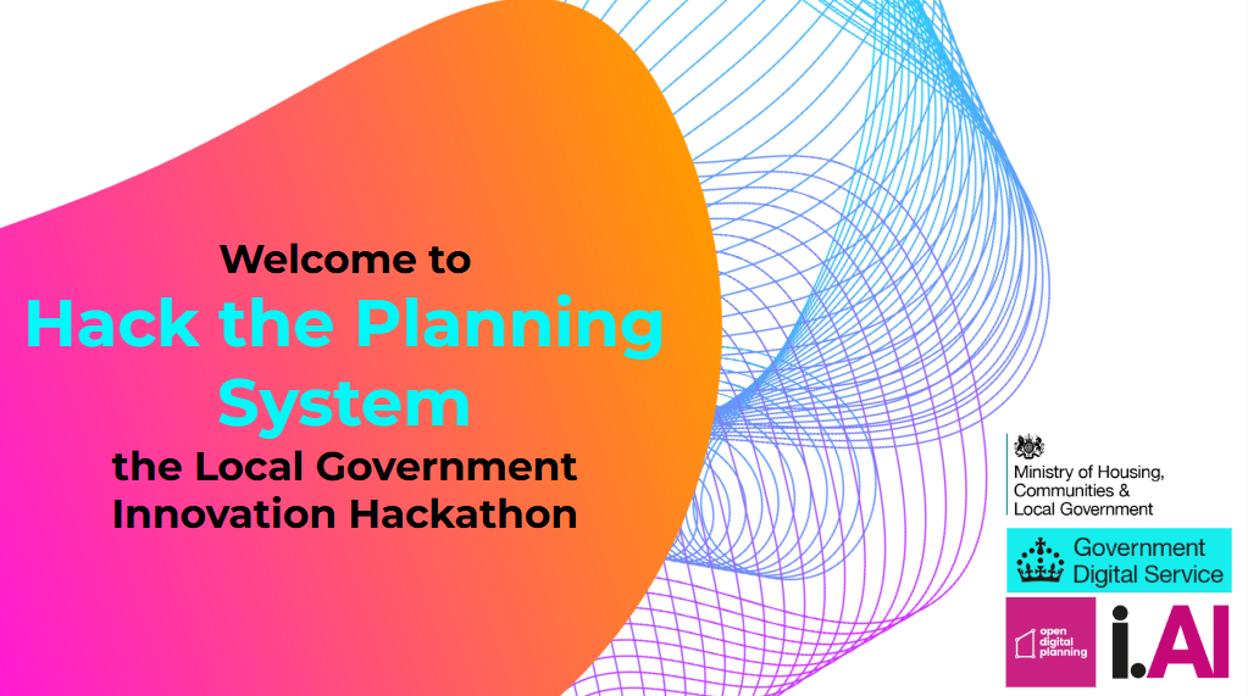 Welcome to
Hack the Planning
System
the Local Government
Innovation Hackathon
Ministry of Housing,
Communities &
Local Government
Government
Digital Service
open
digital
planning
i.AI